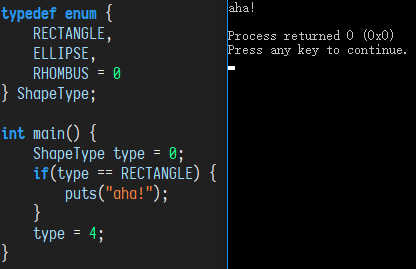 typedef enum {
    RECTANGLE,
    ELLIPSE,
    RHOMBUS = 0
} ShapeType;

int main() {
    ShapeType type = 0;
    if(type == RECTANGLE) {
        puts("aha!");
    }
    type = 4;
}
aha!

Process returned 0 (0x0)
Press any key to continue.